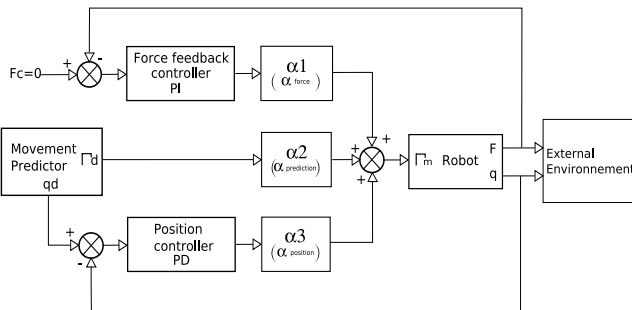 Fc=0
+
-
Force feedback
controller
PI
α1
(α force)
+
+
+
Movement
Predictor
Γd
qd
α2
(α prediction)
Γm Robot
F
q
External
Environnement
+
-
Position
controller
PD
α3
(α position)